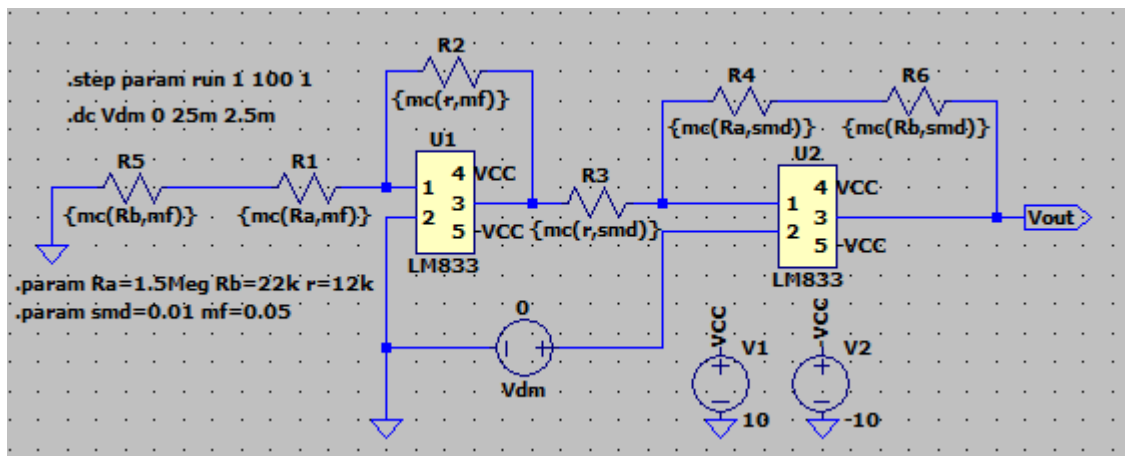 .step param run 1 100 1
.dc Vdm 0 25m 2.5m
R2
{mc(r,mf)}
R4
{mc(Ra,smd)}
R6
{mc(Rb,smd)}
R5
{mc(Rb,mf)}
R1
{mc(Ra,mf)}
U1
4 VCC
1
3
2
5 -VCC
LM833
R3
{mc(r,smd)}
U2
4 VCC
1
3
2
5 -VCC
LM833
Vout
.param Ra=1.5Meg Rb=22k r=12k
.param smd=0.01 mf=0.05
0
Vdm
VCC
V1
10
-VCC
V2
-10